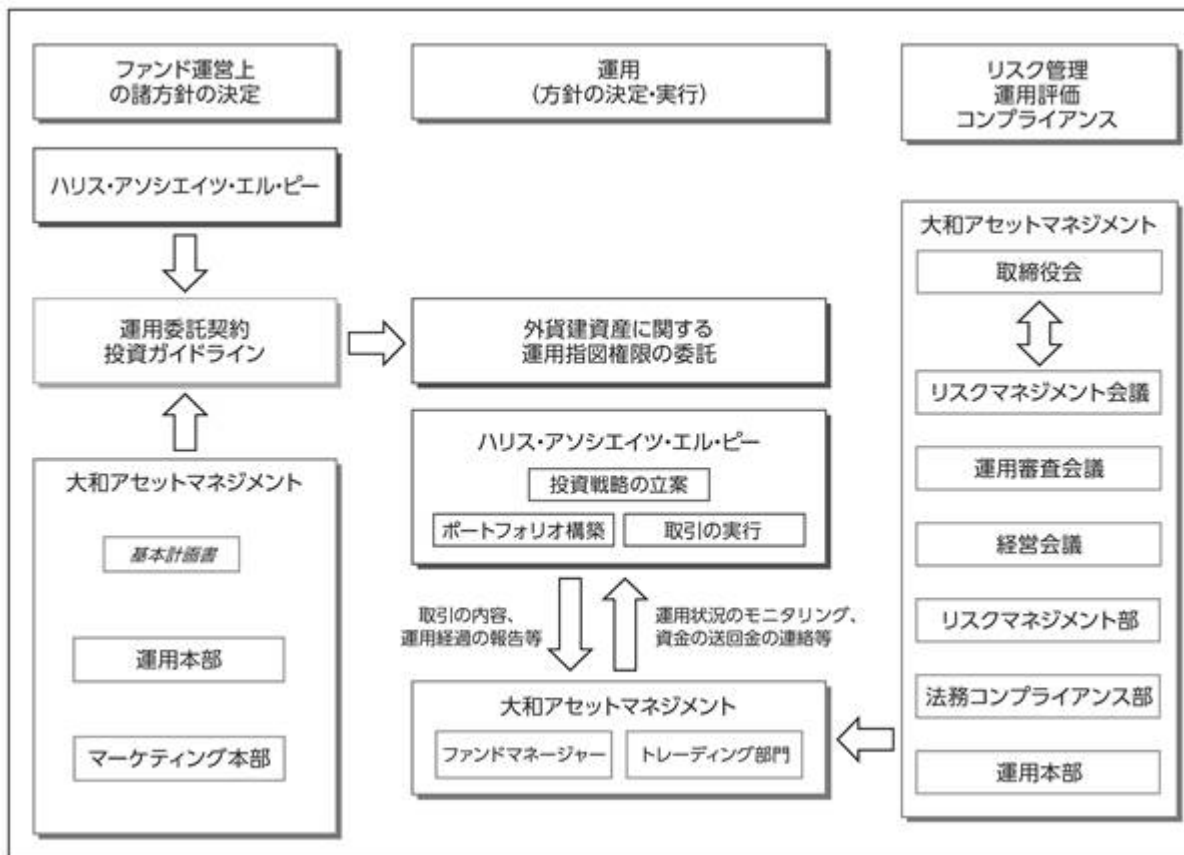 ファンド運営上
の諸方針の決定
ハリス・アソシエイツ・エル・ピー
運用委託契約
投資ガイドライン
大和アセットマネジメント
基本計画書
運用本部
マーケティング本部
運用
(方針の決定・実行)
外貨建資産に関する
運用指図権限の委託
ハリス・アソシエイツ・エル・ピー
投資戦略の立案
ポートフォリオ構築
取引の実行
取引の内容、
運用経過の報告等
運用状況のモニタリング、
資金の送回金の連絡等
大和アセットマネジメント
ファンドマネージャー
トレーディング部門
リスク管理
運用評価
コンプライアンス
大和アセットマネジメント
取締役会
リスクマネジメント会議
運用審査会議
経営会議
リスクマネジメント部
法務コンプライアンス部
運用本部